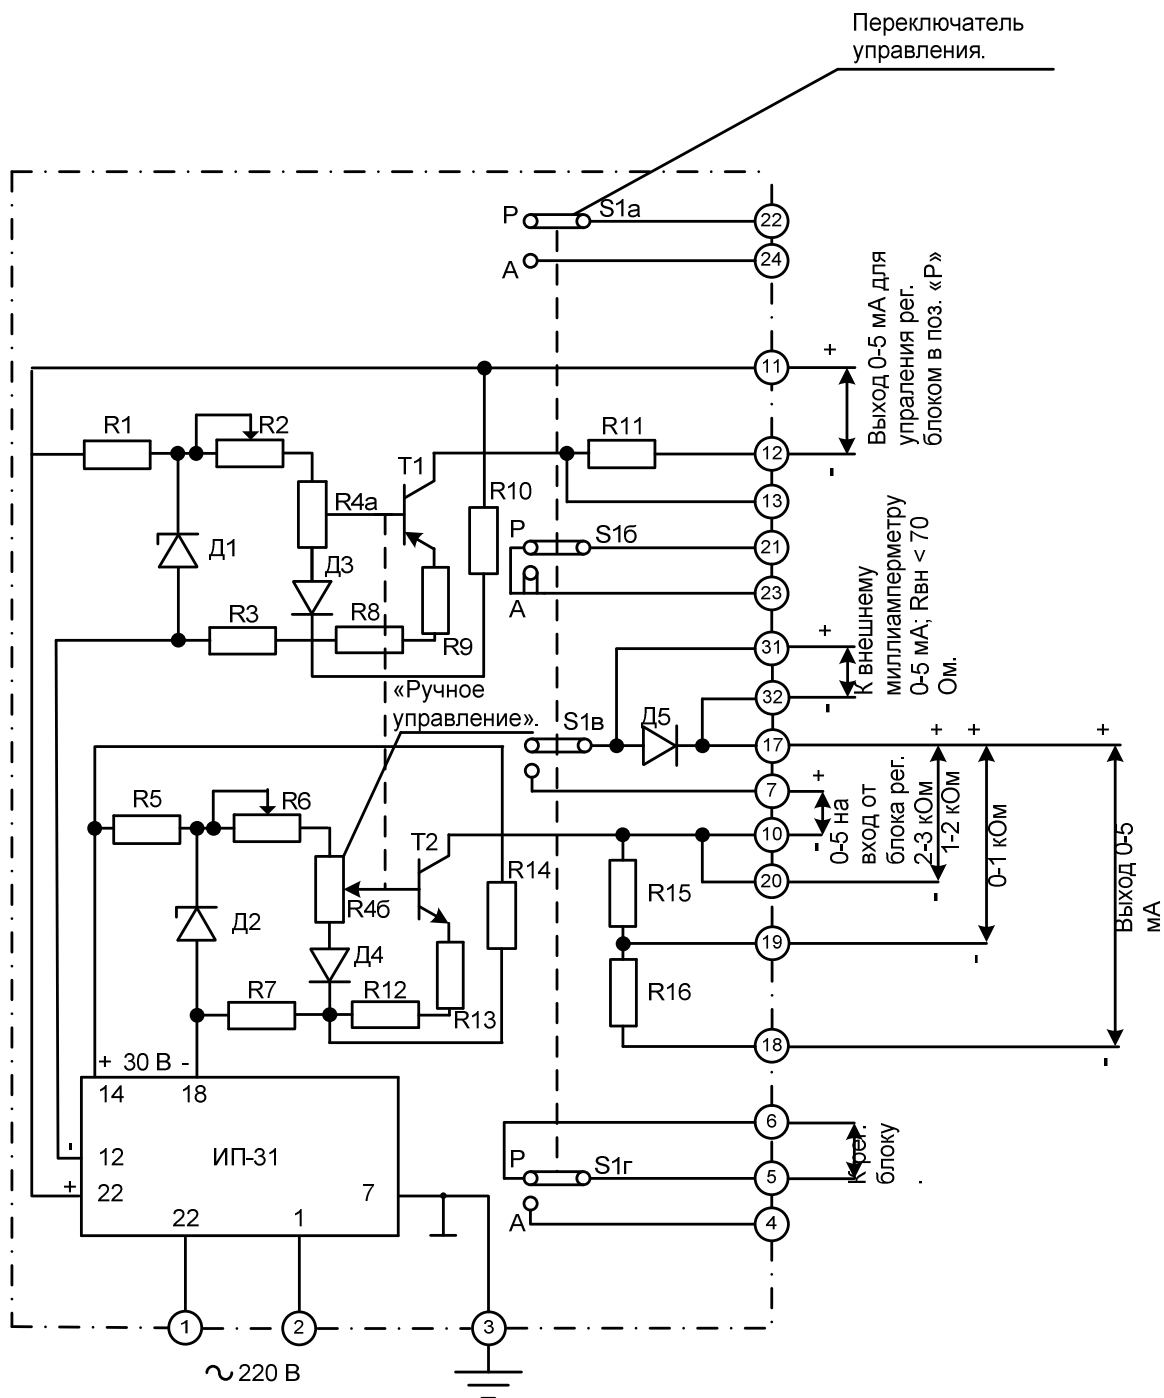 Переключатель
управления.
P S1a 22
A 24
11 +
Выход 0-5 мА для
упраления рег.
блоком в поз. «Р»
R1 R2 R11 12 -
T1
R4a R10 13
P S1б 21
Д1 Д3
A 23
R3 R8 R9
31 +
К внешнему
миллиамперметру
0-5 мА; Rвн < 70
Ом.
32 -
«Ручное
управление».
S1в Д5 17 + + +
7 +
0-5 на
вход от
блока рег.
2-3 кОм
1-2 кОм
0-1 кОм
Выход 0-5
мА
R5 R6 T2 10 -
R14
R4б R15 20 -
Д2 Д4 19 -
R7 R12 R13 R16
18 -
+ 30 В -
14 18
6
- 12 ИП-31 P S1г 5
К рег.
блоку
.
+ 22 7
A 4
22 1
1 2 3
220 В